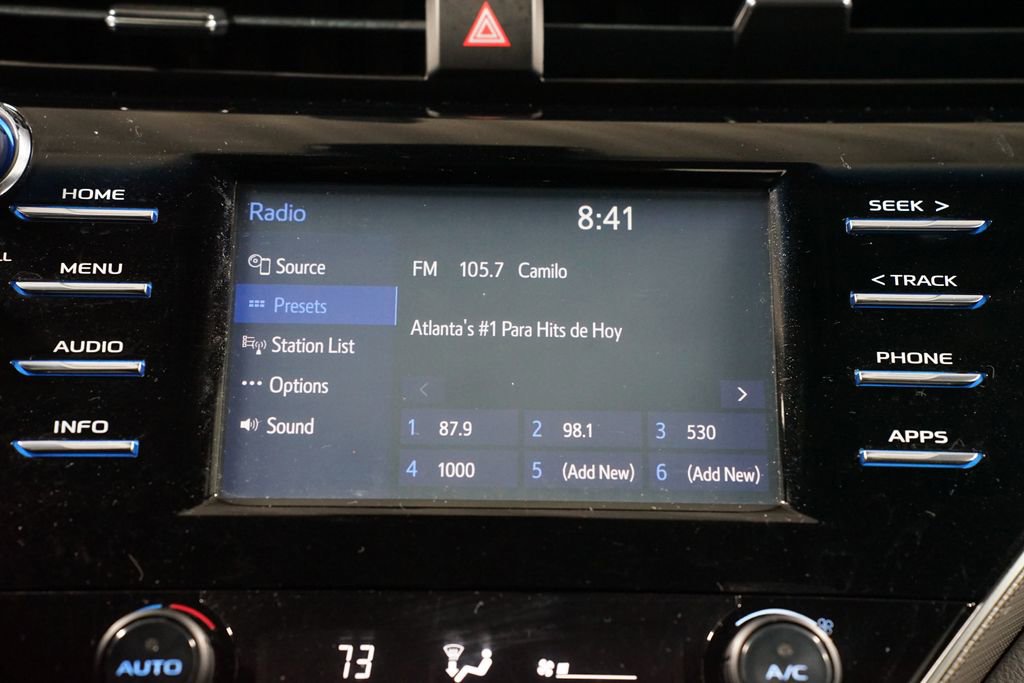 HOME
MENU
AUDIO
INFO
Radio
8:41
Source
Presets
Station List
Options
Sound
FM 105.7 Camilo
Atlanta's #1 Para Hits de Hoy
<
>
1 87.9
2 98.1
3 530
4 1000
5 (Add New)
6 (Add New)
SEEK >
< TRACK
PHONE
APPS
AUTO
73
A/C